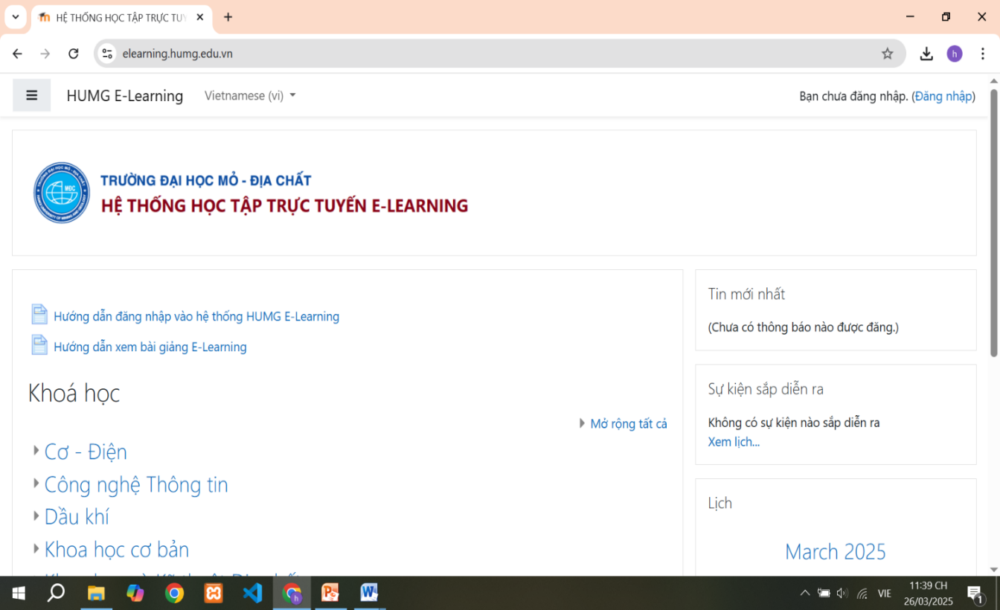 HỆ THỐNG HỌC TẬP TRỰC TUY
elearning.humg.edu.vn
h
HUMG E-Learning
Vietnamese (vi)
Bạn chưa đăng nhập. (Đăng nhập)
MĐC
TRƯỜNG ĐẠI HỌC MỎ - ĐỊA CHẤT
HỆ THỐNG HỌC TẬP TRỰC TUYẾN E-LEARNING
Hướng dẫn đăng nhập vào hệ thống HUMG E-Learning
Hướng dẫn xem bài giảng E-Learning
Khoá học
Mở rộng tất cả
Cơ - Điện
Công nghệ Thông tin
Dầu khí
Khoa học cơ bản
Tin mới nhất
(Chưa có thông báo nào được đăng.)
Sự kiện sắp diễn ra
Không có sự kiện nào sắp diễn ra
Xem lịch...
Lịch
March 2025
VIE
11:39 CH
26/03/2025
1